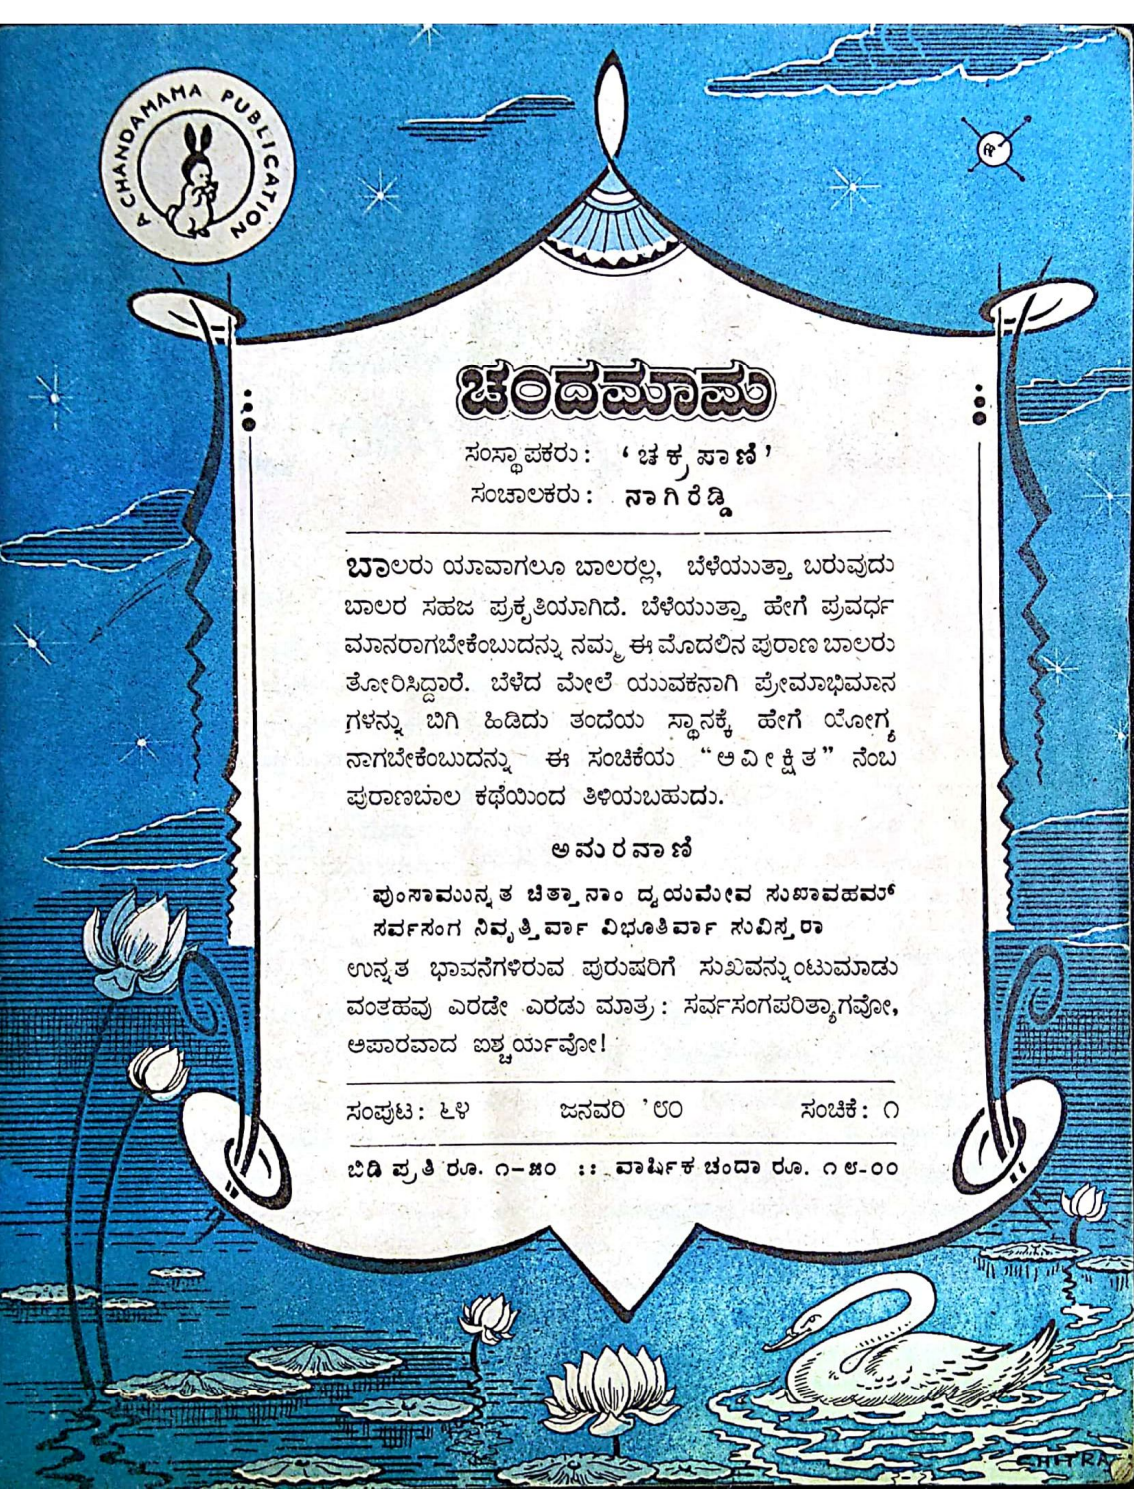 A CHANDAMAMA PUBLICATION
ಚಂದಮಾಮ
ಸಂಸ್ಥಾಪಕರು : ‘ಚಕ್ರಪಾಣಿ’
ಸಂಚಾಲಕರು : ನಾಗಿರೆಡ್ಡಿ
ಬಾಲರು ಯಾವಾಗಲೂ ಬಾಲರಲ್ಲ, ಬೆಳೆಯುತ್ತಾ ಬರುವುದು
ಬಾಲರ ಸಹಜ ಪ್ರಕೃತಿಯಾಗಿದೆ. ಬೆಳೆಯುತ್ತಾ ಹೇಗೆ ಪ್ರವರ್ಧ
ಮಾನರಾಗಬೇಕೆಂಬುದನ್ನು ನಮ್ಮ ಈ ಮೊದಲಿನ ಪುರಾಣ ಬಾಲರು
ತೋರಿಸಿದ್ದಾರೆ. ಬೆಳೆದ ಮೇಲೆ ಯುವಕನಾಗಿ ಪ್ರೇಮಾಭಿಮಾನ
ಗಳನ್ನು ಬಿಗಿ ಹಿಡಿದು ತಂದೆಯ ಸ್ಥಾನಕ್ಕೆ ಹೇಗೆ ಯೋಗ್ಯ
ನಾಗಬೇಕೆಂಬುದನ್ನು ಈ ಸಂಚಿಕೆಯ “ಅವೀಕ್ಷಿತ” ನೆಂಬ
ಪುರಾಣಬಾಲ ಕಥೆಯಿಂದ ತಿಳಿಯಬಹುದು.
ಅಮರವಾಣಿ
ಪುಂಸಾಮುನ್ನತ ಚಿತ್ತಾನಾಂ ದ್ವಯಮೇವ ಸುಖಾವಹಮ್
ಸರ್ವಸಂಗ ನಿವೃತ್ತಿರ್ವಾ ವಿಭೂತಿರ್ವಾ ಸುವಿಸ್ತರಾ
ಉನ್ನತ ಭಾವನೆಗಳಿರುವ ಪುರುಷರಿಗೆ ಸುಖವನ್ನುಂಟುಮಾಡು
ವಂತಹವು ಎರಡೇ ಎರಡು ಮಾತ್ರ : ಸರ್ವಸಂಗಪರಿತ್ಯಾಗವೋ,
ಅಪಾರವಾದ ಐಶ್ಚರ್ಯವೋ!
ಸಂಪುಟ : ೬೪ ಜನವರಿ ’೮೦ ಸಂಚಿಕೆ : ೧
ಬಿಡಿ ಪ್ರತಿ ರೂ. ೧-೫೦ :: ವಾರ್ಷಿಕ ಚಂದಾ ರೂ. ೧೮-೦೦
CHITRA